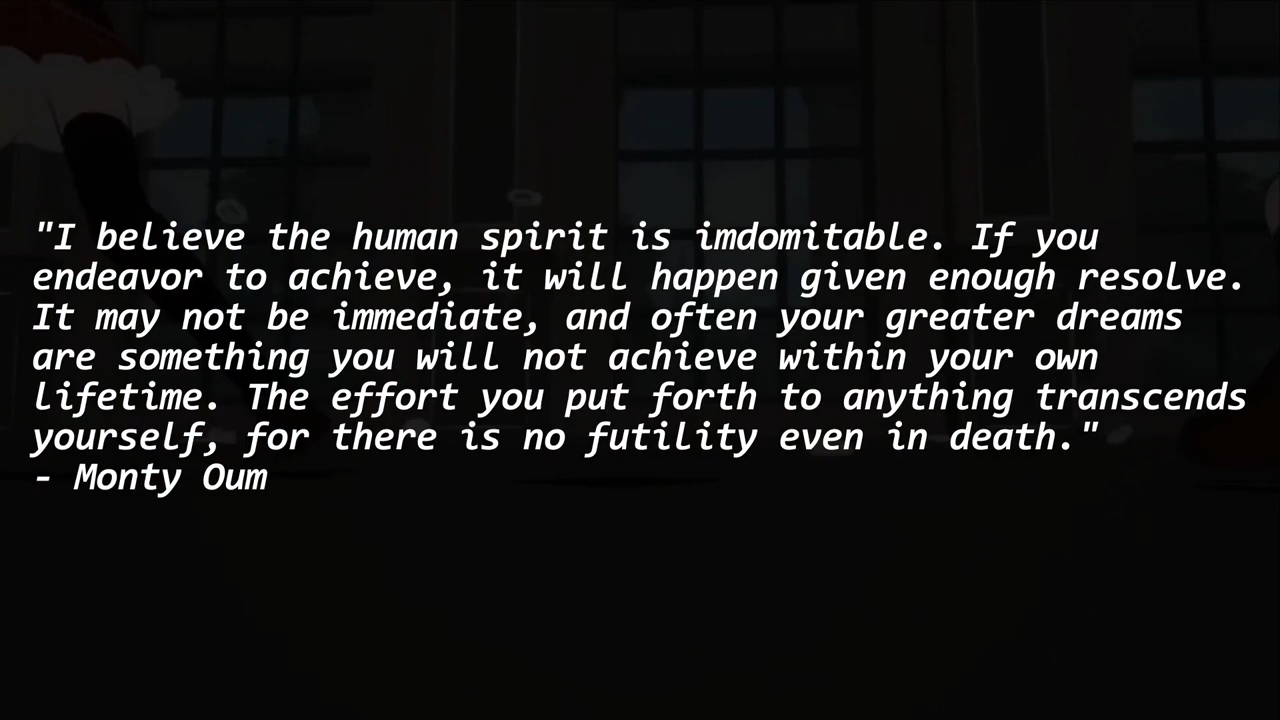 "I believe the human spirit is imdomitable. If you
endeavor to achieve, it will happen given enough resolve.
It may not be immediate, and often your greater dreams
are something you will not achieve within your own
lifetime. The effort you put forth to anything transcends
yourself, for there is no futility even in death."
- Monty Oum